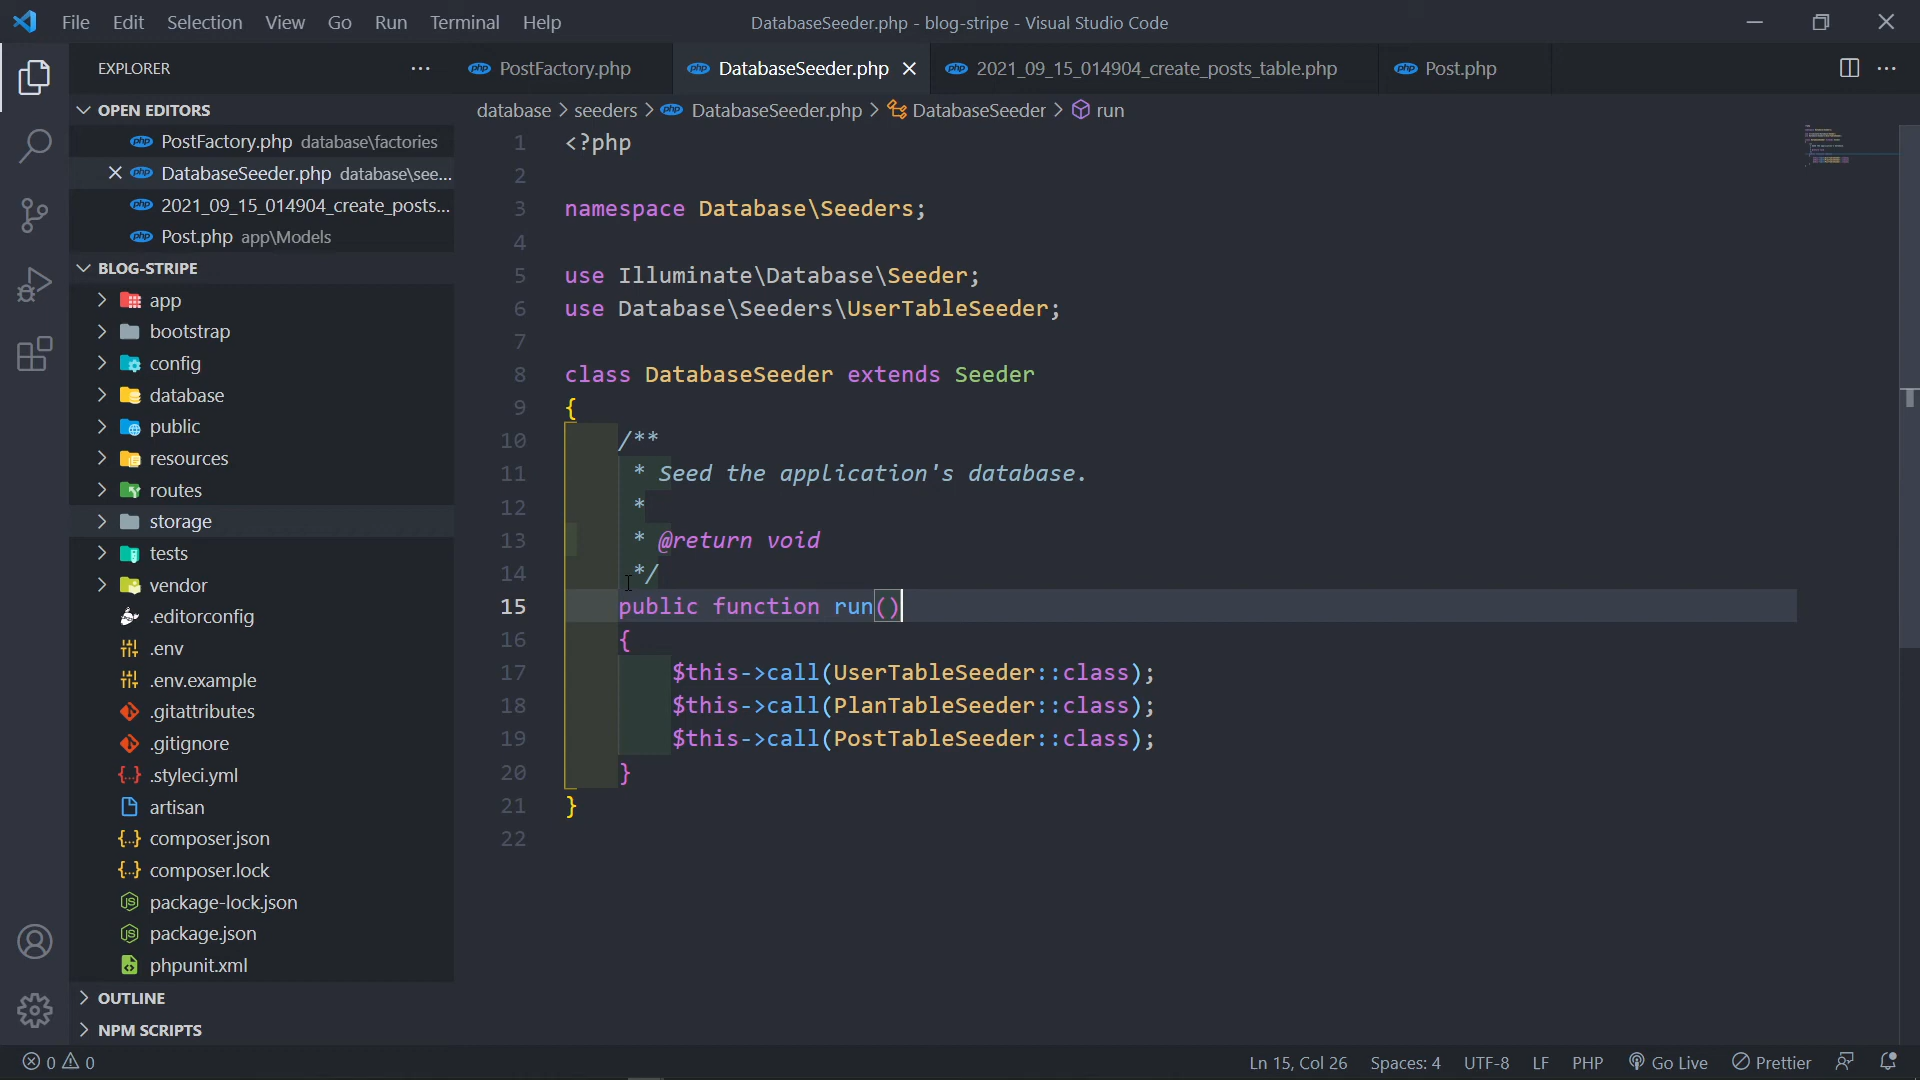 File Edit Selection View Go Run Terminal Help
DatabaseSeeder.php - blog-stripe - Visual Studio Code
EXPLORER
PostFactory.php
DatabaseSeeder.php
2021_09_15_014904_create_posts_table.php
Post.php
OPEN EDITORS
PostFactory.php database\factories
DatabaseSeeder.php database\see...
2021_09_15_014904_create_posts...
Post.php app\Models
BLOG-STRIPE
app
bootstrap
config
database
public
resources
routes
storage
tests
vendor
.editorconfig
.env
.env.example
.gitattributes
.gitignore
.styleci.yml
artisan
composer.json
composer.lock
package-lock.json
package.json
phpunit.xml
OUTLINE
NPM SCRIPTS
database > seeders > DatabaseSeeder.php > DatabaseSeeder > run
1 <?php
2
3 namespace Database\Seeders;
4
5 use Illuminate\Database\Seeder;
6 use Database\Seeders\UserTableSeeder;
7
8 class DatabaseSeeder extends Seeder
9 {
10 /**
11 * Seed the application's database.
12 *
13 * @return void
14 */
15 public function run()
16 {
17 $this->call(UserTableSeeder::class);
18 $this->call(PlanTableSeeder::class);
19 $this->call(PostTableSeeder::class);
20 }
21 }
22
0 0
Ln 15, Col 26 Spaces: 4 UTF-8 LF PHP Go Live Prettier